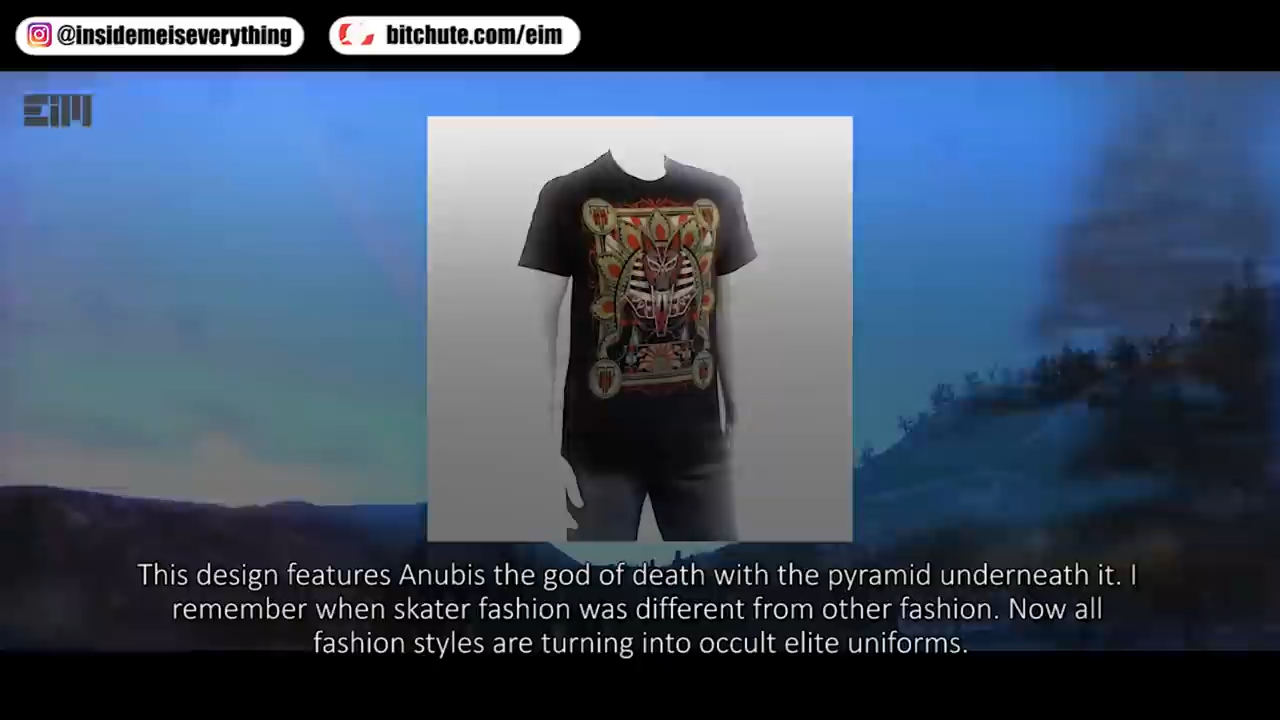 @insidemeiseverything
bitchute.com/eim
EiM
This design features Anubis the god of death with the pyramid underneath it. I
remember when skater fashion was different from other fashion. Now all
fashion styles are turning into occult elite uniforms.